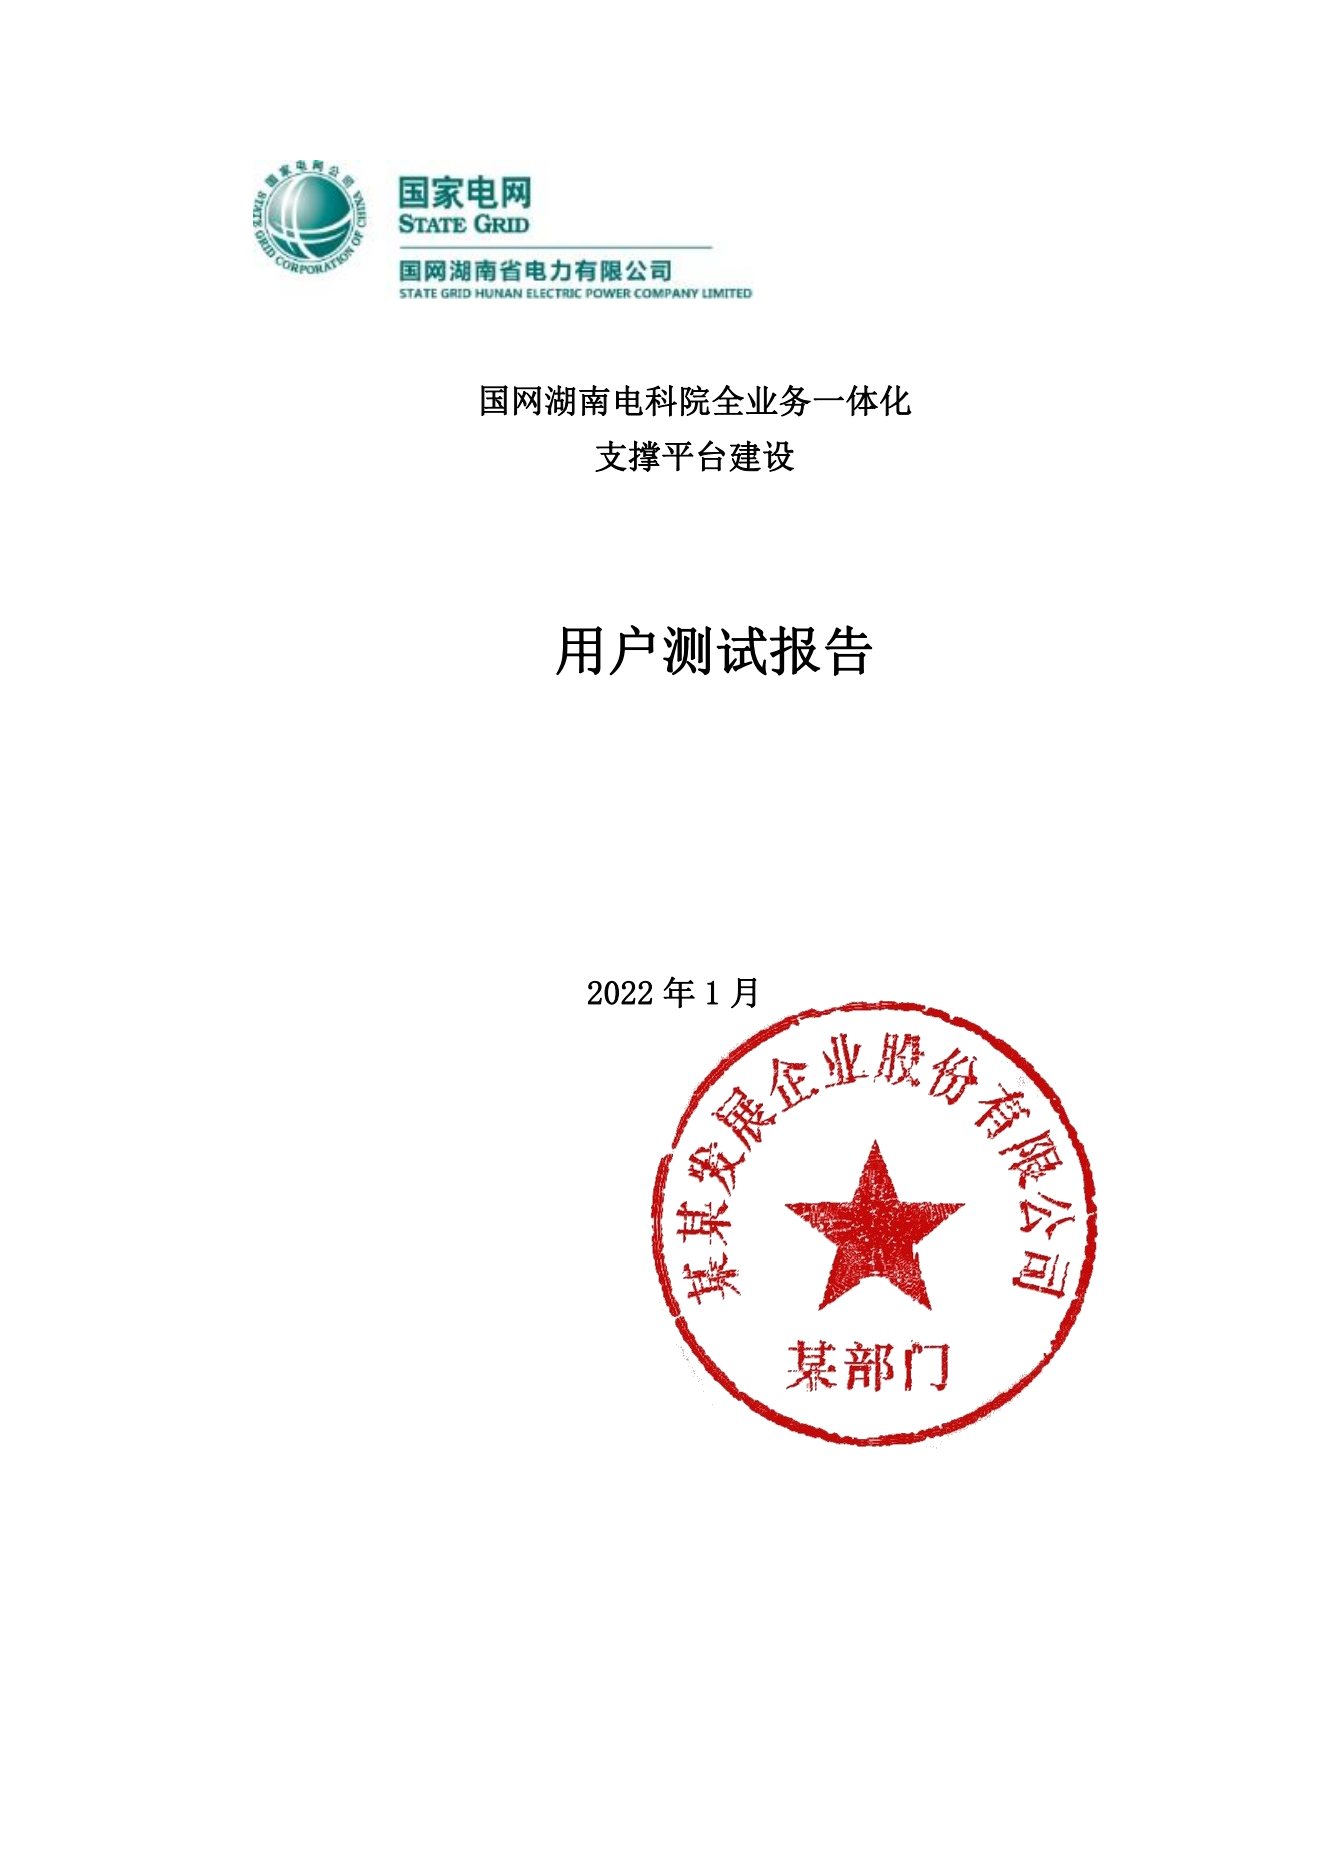 国家电网公司
STATE GRID CORPORATION OF CHINA
国家电网
STATE GRID
国网湖南省电力有限公司
STATE GRID HUNAN ELECTRIC POWER COMPANY LIMITED
国网湖南电科院全业务一体化
支撑平台建设
用户测试报告
2022 年 1 月
某某发展企业股份有限公司
某部门